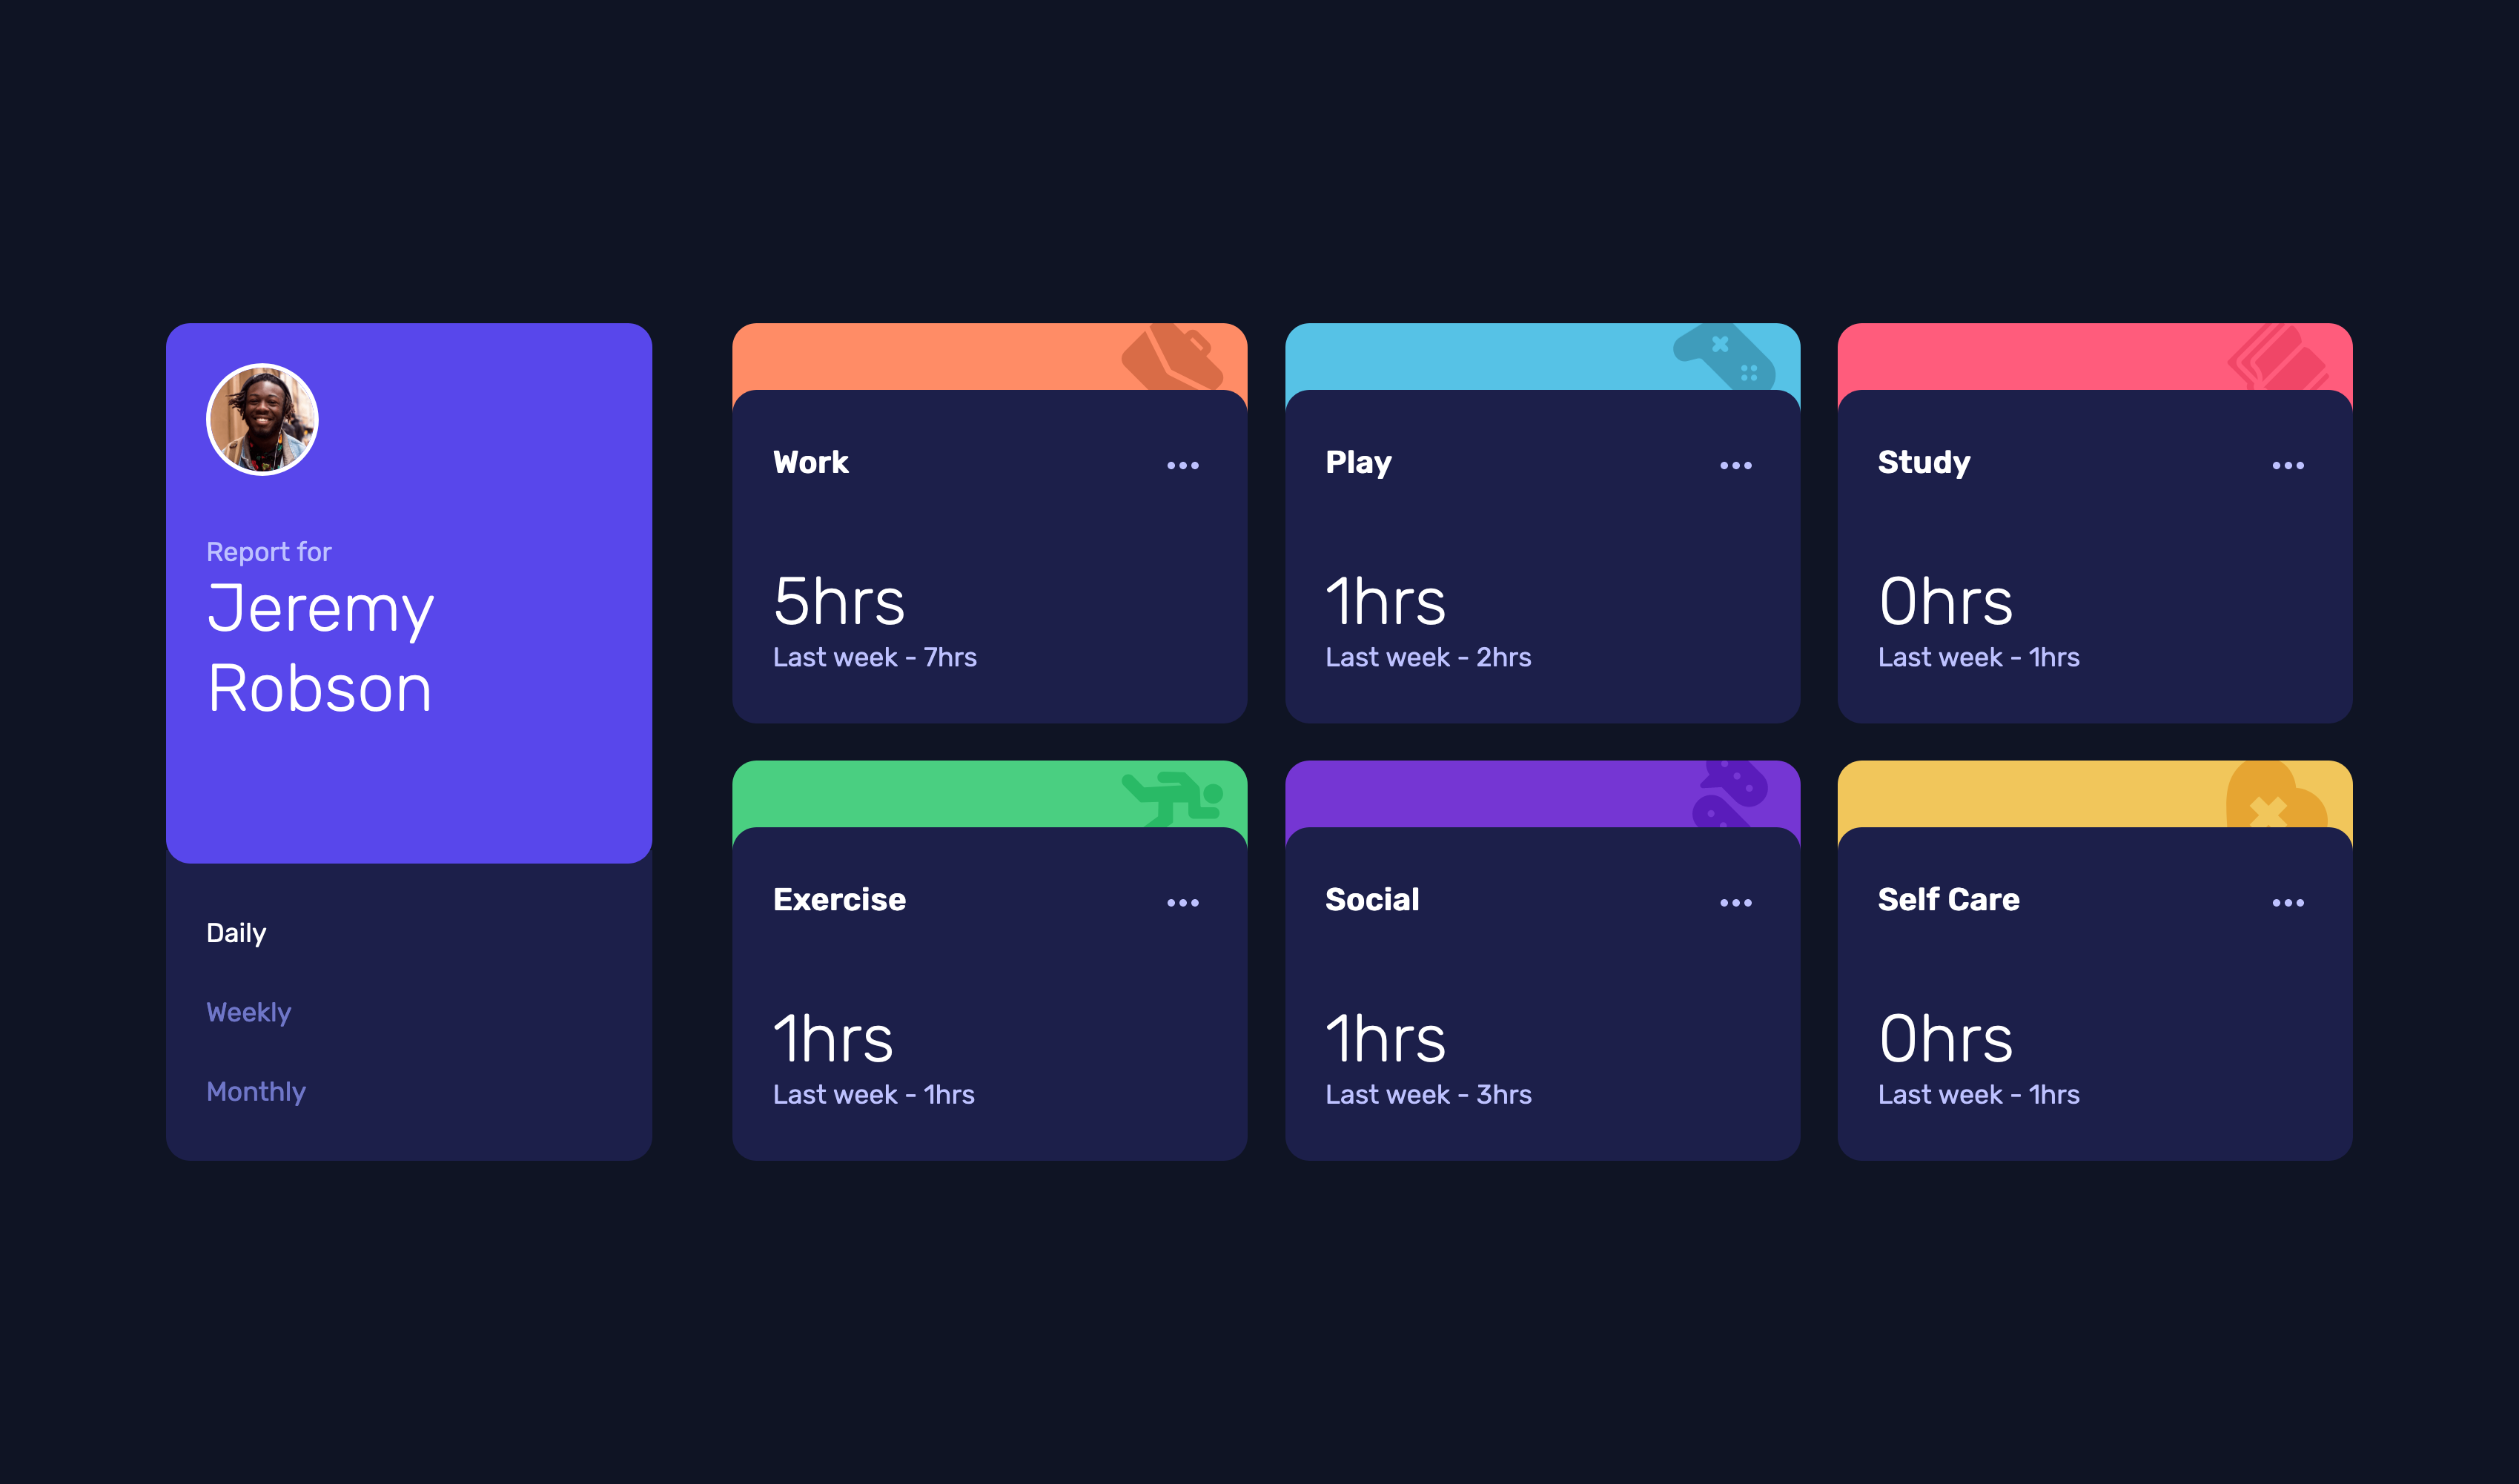 Report for
Jeremy
Robson
Daily
Weekly
Monthly
Work
5hrs
Last week - 7hrs
Play
1hrs
Last week - 2hrs
Study
0hrs
Last week - 1hrs
Exercise
1hrs
Last week - 1hrs
Social
1hrs
Last week - 3hrs
Self Care
0hrs
Last week - 1hrs